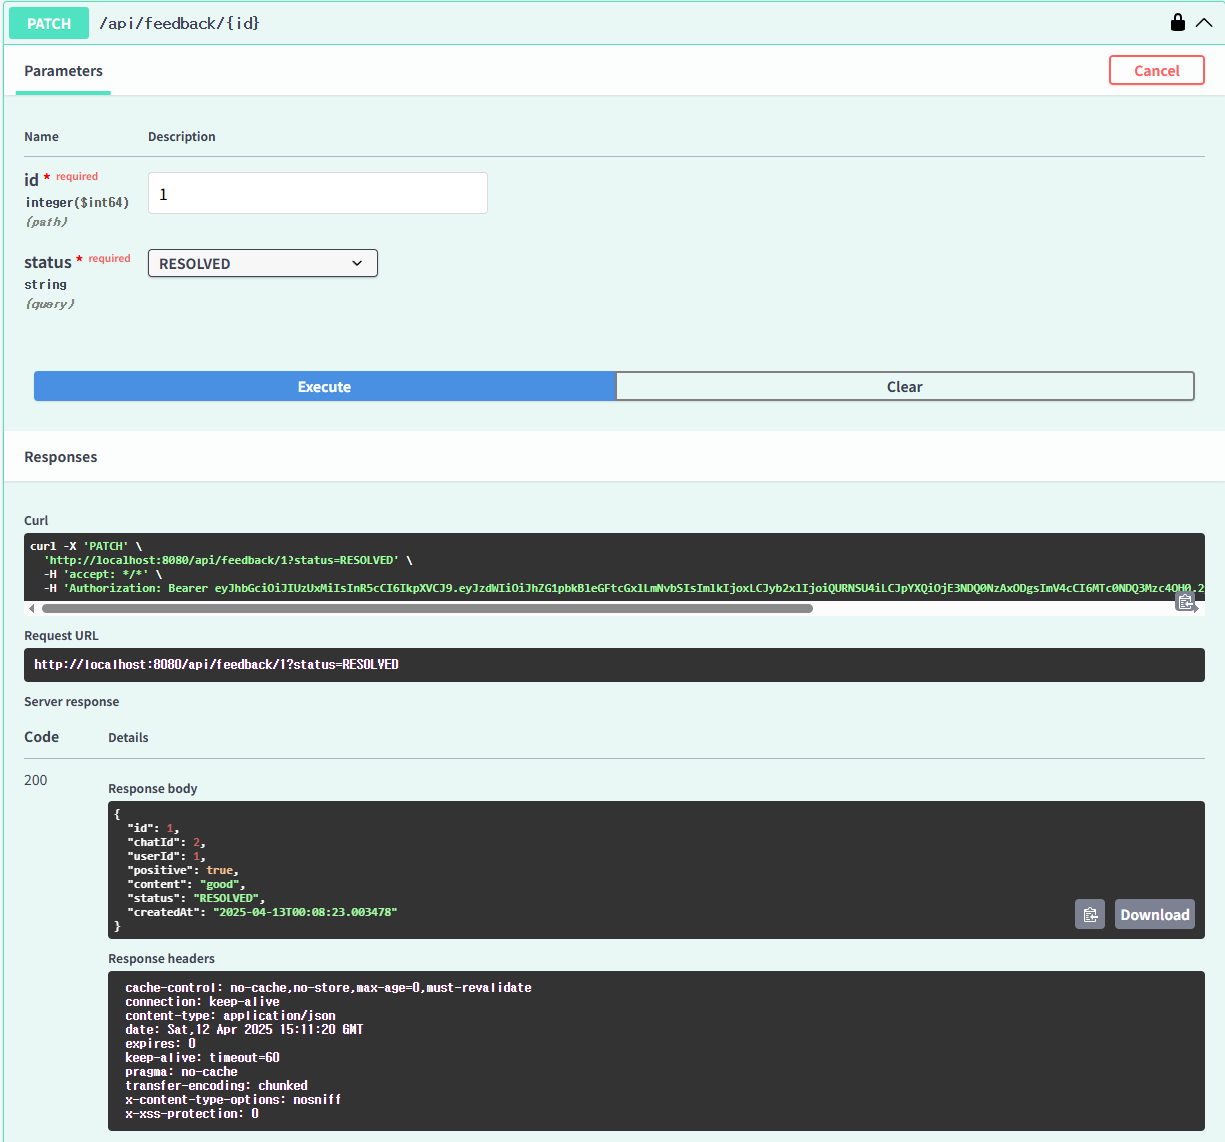 PATCH /api/feedback/{id}
Parameters
Cancel
Name Description
id * required
integer($int64)
(path)
1
status * required
string
(query)
RESOLVED
Execute Clear
Responses
Curl
curl -X 'PATCH' \
'http://localhost:8080/api/feedback/1?status=RESOLVED' \
-H 'accept: */*' \
-H 'Authorization: Bearer
Request URL
http://localhost:8080/api/feedback/1?status=RESOLVED
Server response
Code Details
200
Response body
{
"id": 1,
"chatId": 2,
"userId": 1,
"positive": true,
"content": "good",
"status": "RESOLVED",
"createdAt": "2025-04-13T00:08:23.003478"
}
Download
Response headers
cache-control: no-cache,no-store,max-age=0,must-revalidate
connection: keep-alive
content-type: application/json
date: Sat,12 Apr 2025 15:11:20 GMT
expires: 0
keep-alive: timeout=60
pragma: no-cache
transfer-encoding: chunked
x-content-type-options: nosniff
x-xss-protection: 0